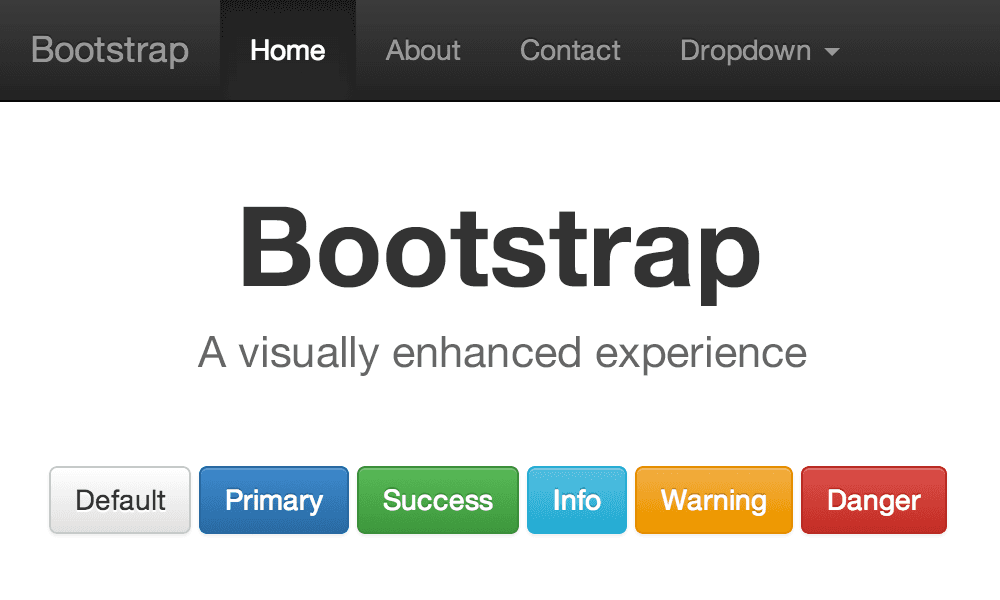 Bootstrap Home About Contact Dropdown
Bootstrap
A visually enhanced experience
Default Primary Success Info Warning Danger